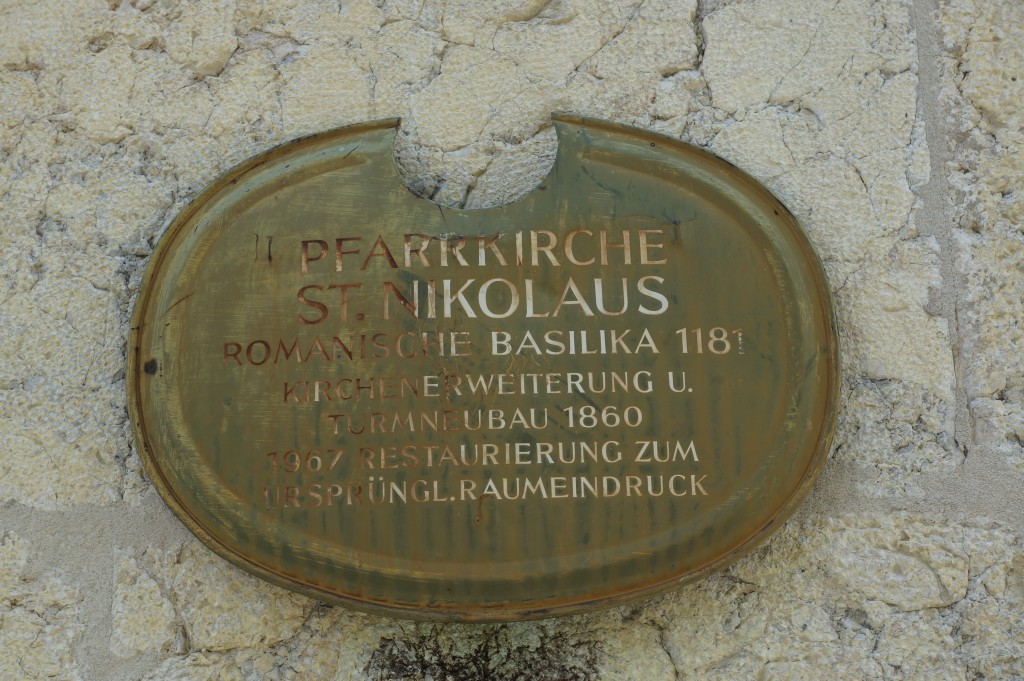 PFARRKIRCHE
ST. NIKOLAUS
ROMANISCHE BASILIKA 1181
KIRCHENERWEITERUNG U.
TURMNEUBAU 1860
1967 RESTAURIERUNG ZUM
URSPRÜNGL.RAUMEINDRUCK